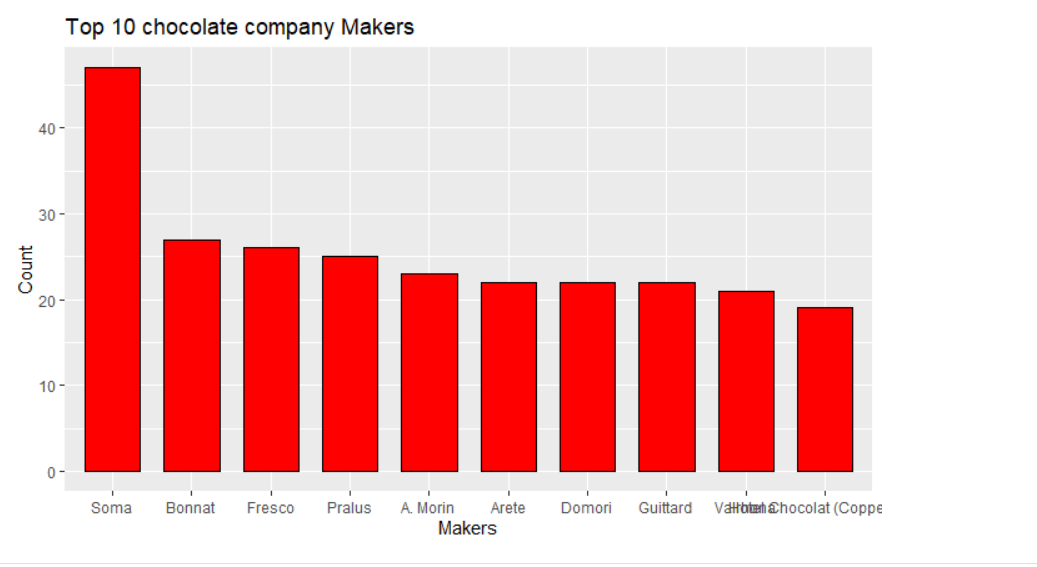 Top 10 chocolate company Makers
Count
40
30
20
10
0
Soma Bonnat Fresco Pralus A. Morin Arete Domori Guittard Chocolat (Coppe
Makers